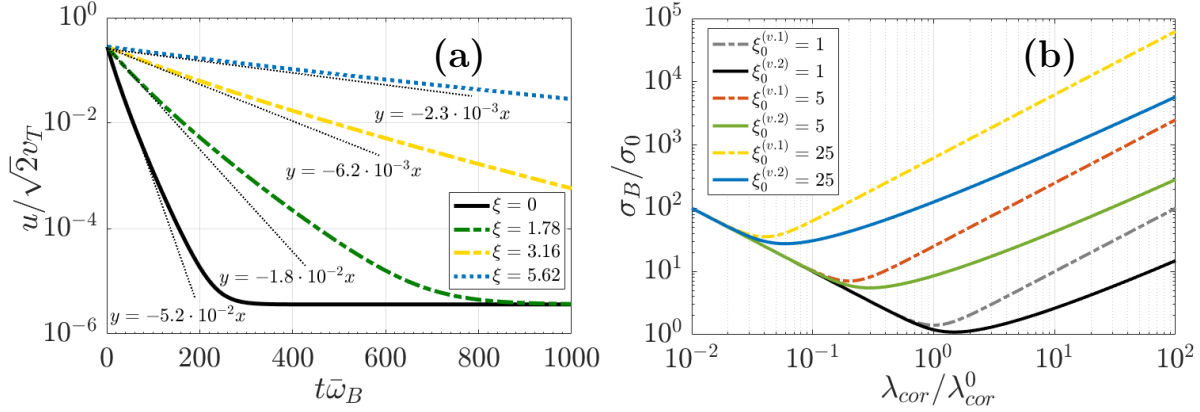 (a)
u/√2v_T
10^0
10^-2
10^-4
10^-6
y = −2.3 · 10^−3x
y = −6.2 · 10^−3x
y = −1.8 · 10^−2x
y = −5.2 · 10^−2x
ξ = 0
ξ = 1.78
ξ = 3.16
ξ = 5.62
0 200 400 600 800 1000
tω̄_B
(b)
σ_B/σ_0
10^5
10^4
10^3
10^2
10^1
10^0
ξ_0^(v.1) = 1
ξ_0^(v.2) = 1
ξ_0^(v.1) = 5
ξ_0^(v.2) = 5
ξ_0^(v.1) = 25
ξ_0^(v.2) = 25
10^-2 10^-1 10^0 10^1 10^2
λ_cor/λ_cor^0